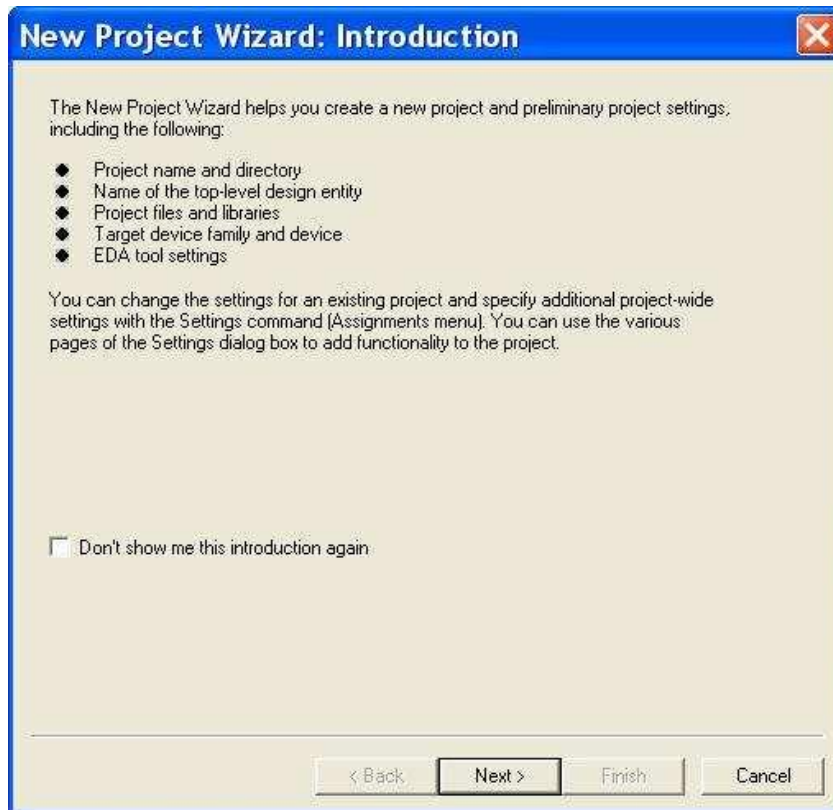 New Project Wizard: Introduction
The New Project Wizard helps you create a new project and preliminary project settings,
including the following:
Project name and directory
Name of the top-level design entity
Project files and libraries
Target device family and device
EDA tool settings
You can change the settings for an existing project and specify additional project-wide
settings with the Settings command (Assignments menu). You can use the various
pages of the Settings dialog box to add functionality to the project.
Don't show me this introduction again
< Back
Next >
Finish
Cancel